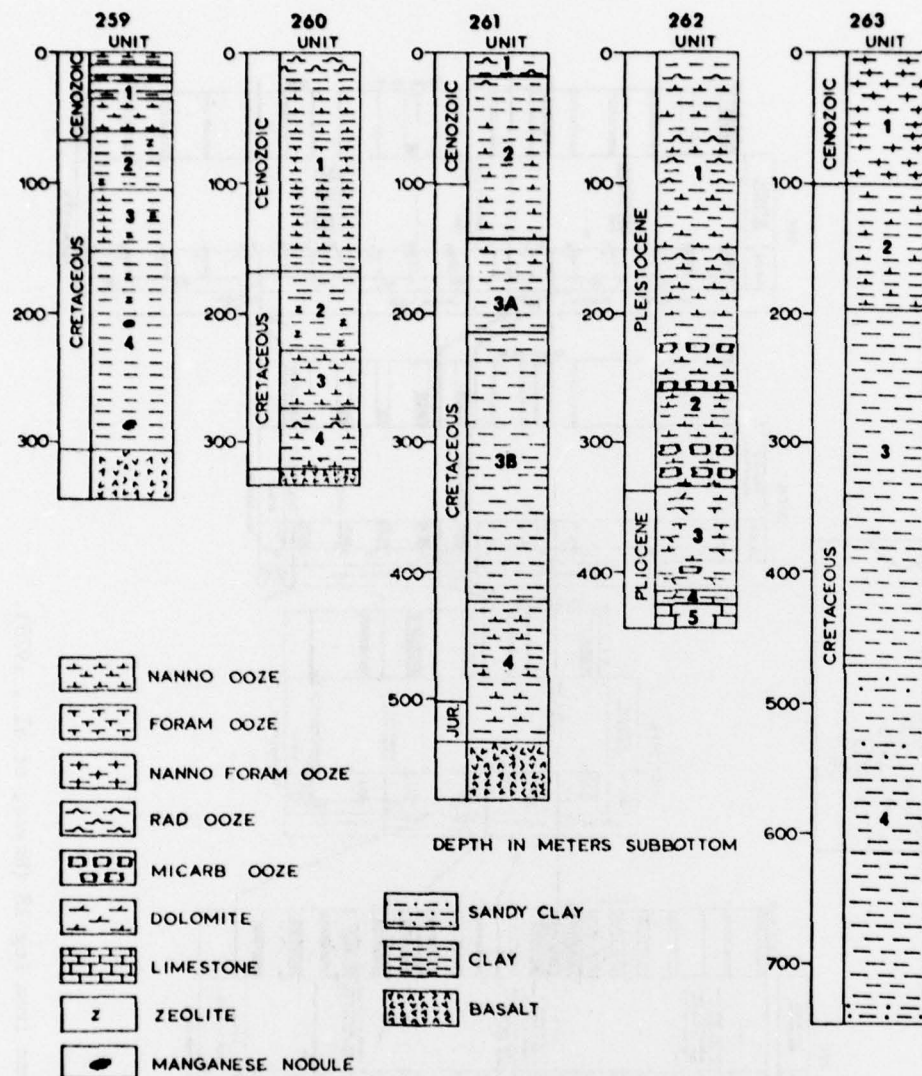 259 260 261 262 263
UNIT UNIT UNIT UNIT UNIT
0 CENOZOIC 1
2
100
3
CRETACEOUS
200
4
300
0
CENOZOIC 1
100
200 2
CRETACEOUS
3
300 4
0 1
CENOZOIC 2
100
200 3A
CRETACEOUS
300 3B
400
4
500
JUR.
0
1
100
PLEISTOCENE
200
2
300
PLIOCENE 3
400
4
5
0
CENOZOIC 1
100
2
200
300 3
CRETACEOUS
400
500
4
600
700
NANNO OOZE
FORAM OOZE
NANNO FORAM OOZE
RAD OOZE
MICARB OOZE
DOLOMITE
LIMESTONE
z ZEOLITE
MANGANESE NODULE
DEPTH IN METERS SUBBOTTOM
SANDY CLAY
CLAY
BASALT